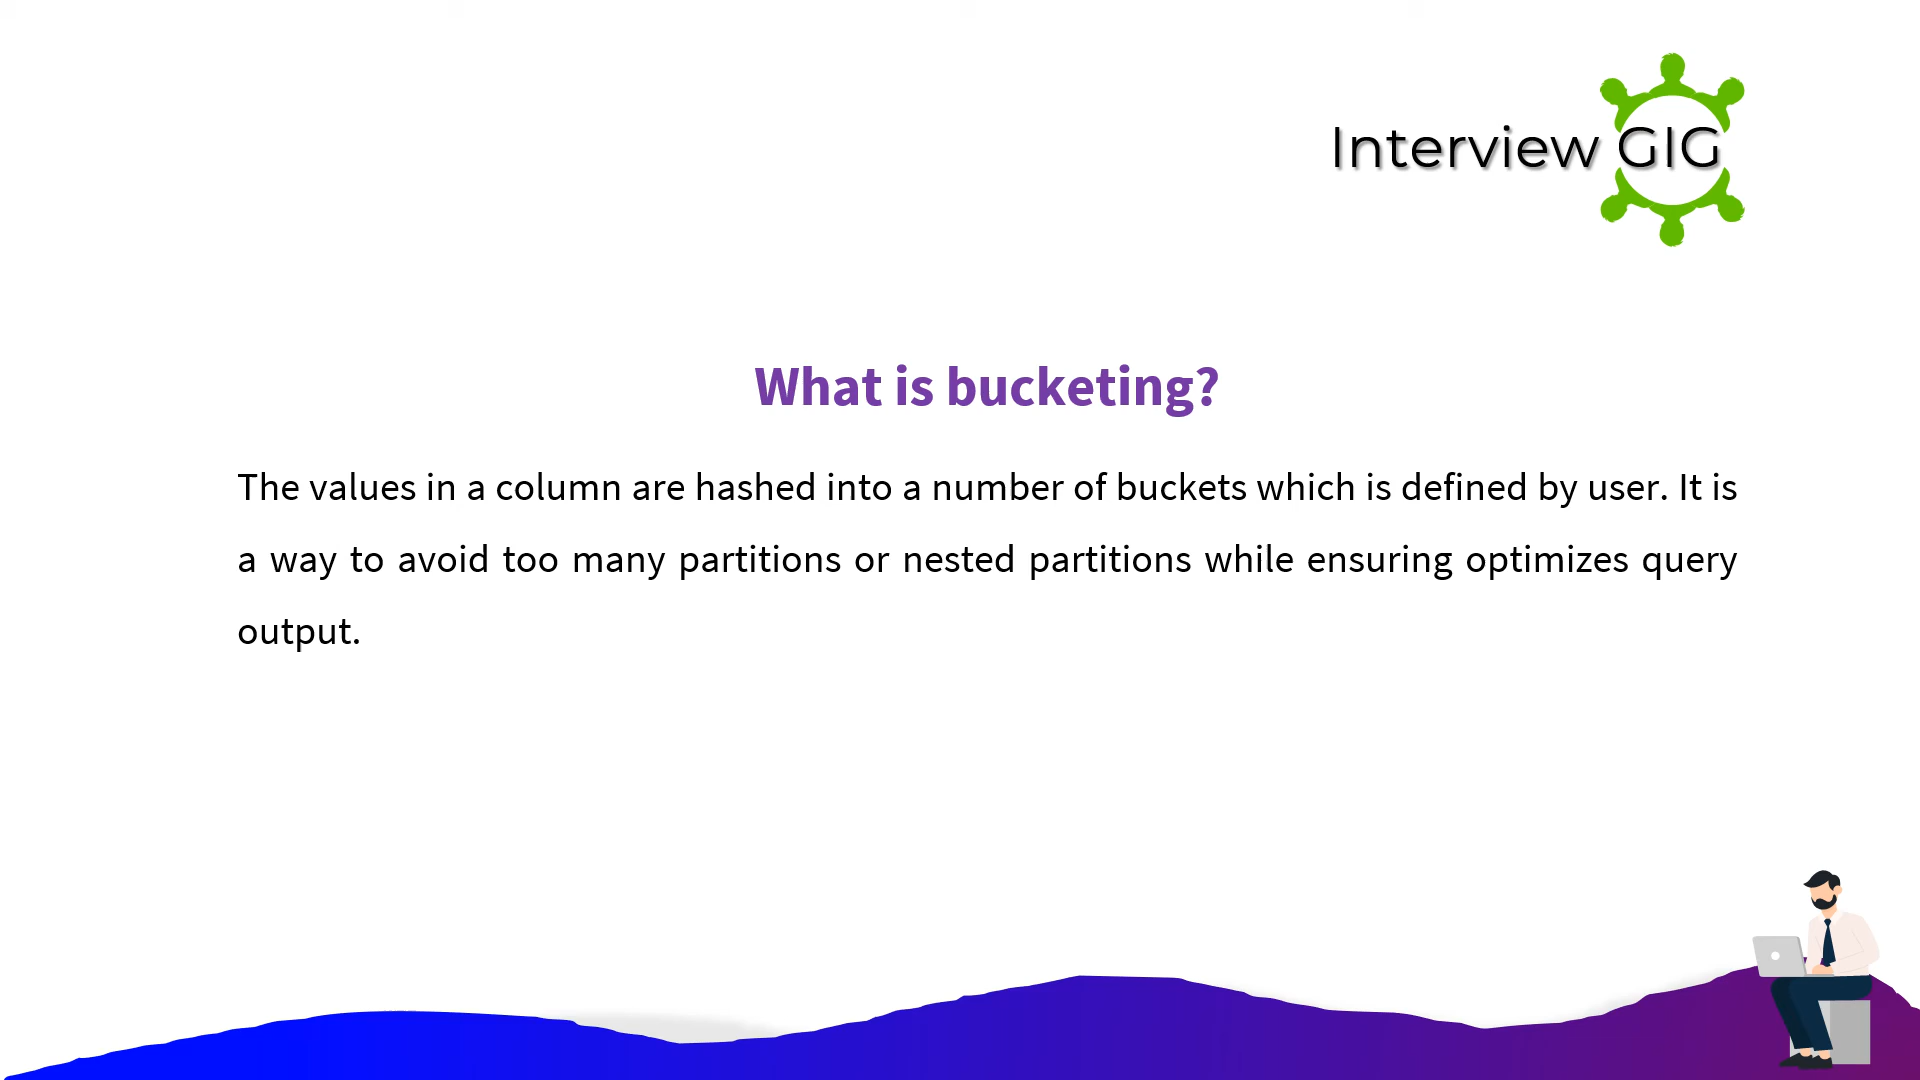 Interview GIG
What is bucketing?
The values in a column are hashed into a number of buckets which is defined by user. It is
a way to avoid too many partitions or nested partitions while ensuring optimizes query
output.